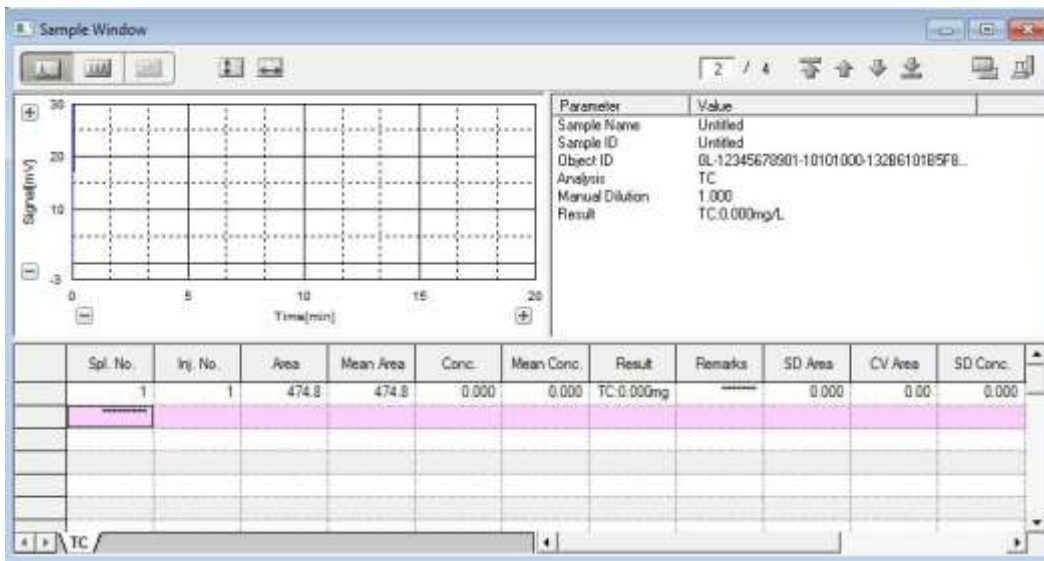 Sample Window
2 / 4
Signal[mV]
30
20
10
-3
0 5 10 15 20
Time[min]
Parameter Value
Sample Name Untitled
Sample ID Untitled
Object ID
Analysis TC
Manual Dilution 1.000
Result TC:0.000mg/L
Spl. No. Inj. No. Area Mean Area Conc. Mean Conc. Result Remarks SD Area CV Area SD Conc.
1 1 474.8 474.8 0.000 0.000 TC:0.000mg ******* 0.000 0.00 0.000
TC